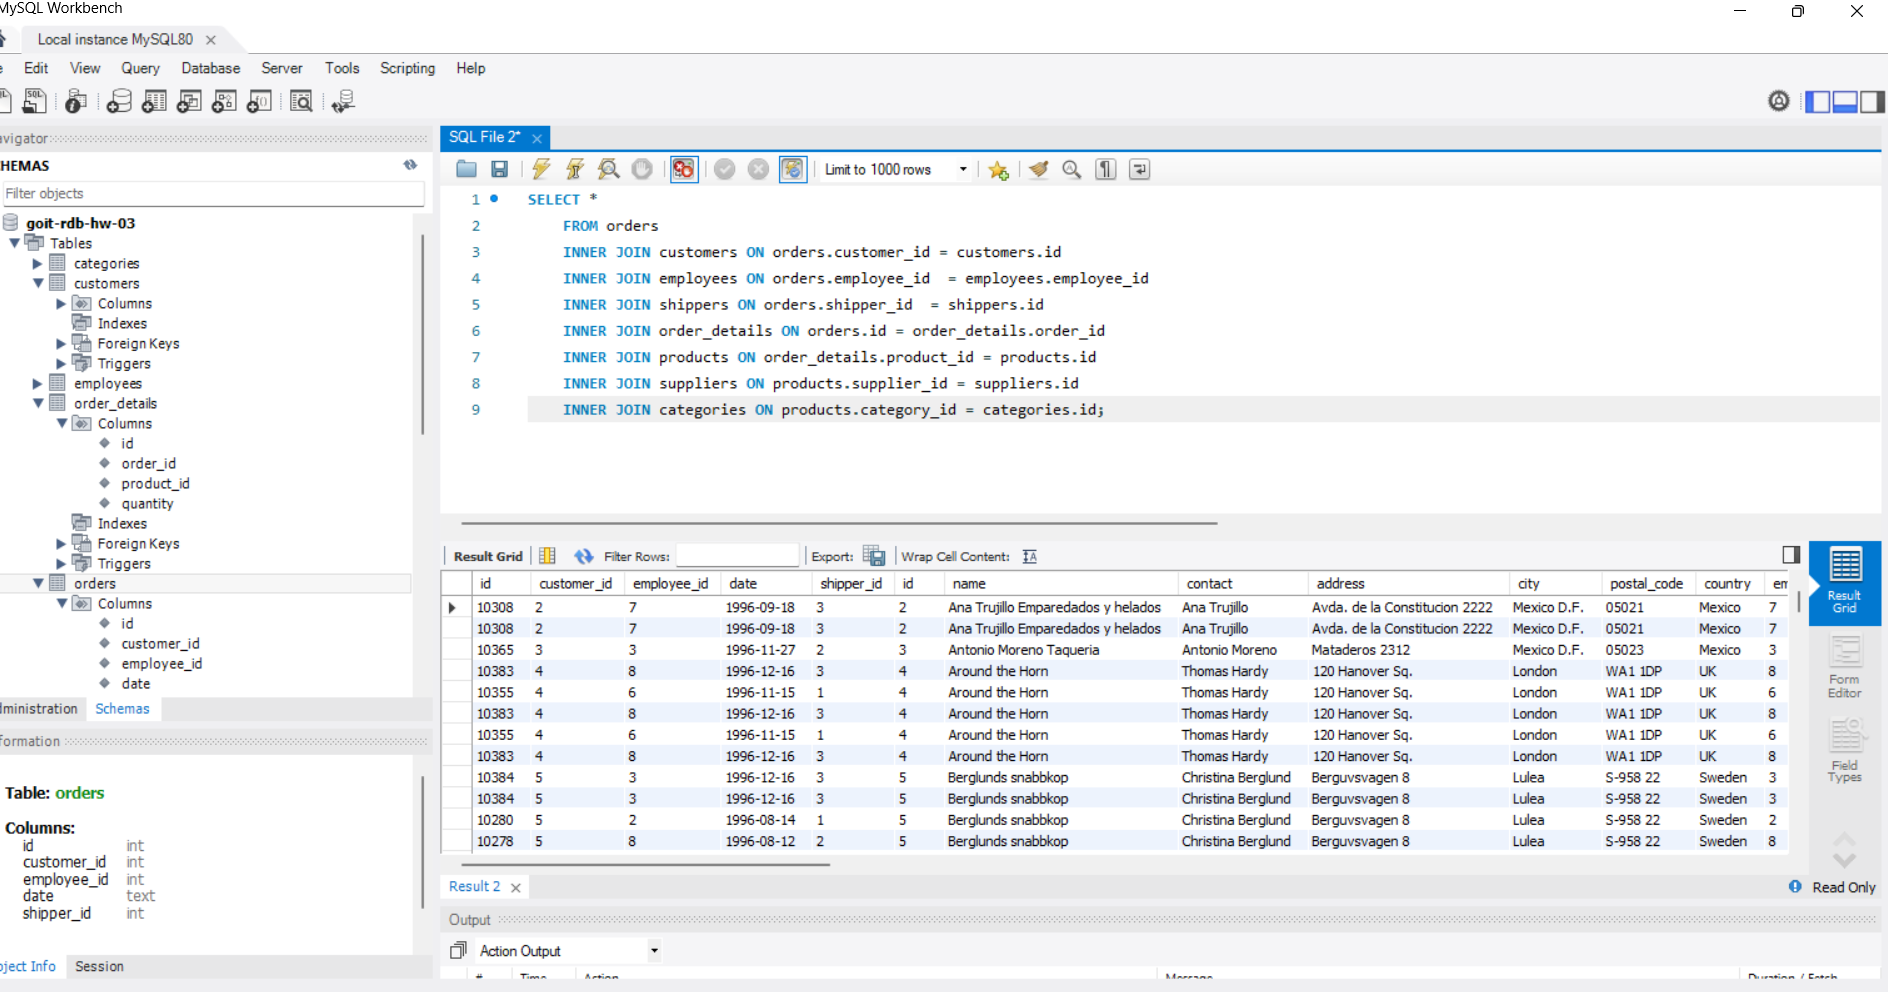 MySQL Workbench
Local instance MySQL80
Edit View Query Database Server Tools Scripting Help
SQL File 2*
SCHEMAS
Filter objects
goit-rdb-hw-03
Tables
categories
customers
Columns
Indexes
Foreign Keys
Triggers
employees
order_details
Columns
id
order_id
product_id
quantity
Indexes
Foreign Keys
Triggers
orders
Columns
id
customer_id
employee_id
date
Administration Schemas
Information
Table: orders
Columns:
id int
customer_id int
employee_id int
date text
shipper_id int
Object Info Session
Limit to 1000 rows
1 SELECT *
2 FROM orders
3 INNER JOIN customers ON orders.customer_id = customers.id
4 INNER JOIN employees ON orders.employee_id  = employees.employee_id
5 INNER JOIN shippers ON orders.shipper_id  = shippers.id
6 INNER JOIN order_details ON orders.id = order_details.order_id
7 INNER JOIN products ON order_details.product_id = products.id
8 INNER JOIN suppliers ON products.supplier_id = suppliers.id
9 INNER JOIN categories ON products.category_id = categories.id;
Result Grid Filter Rows: Export: Wrap Cell Content:
id customer_id employee_id date shipper_id id name contact address city postal_code country em
10308 2 7 1996-09-18 3 2 Ana Trujillo Emparedados y helados Ana Trujillo Avda. de la Constitucion 2222 Mexico D.F. 05021 Mexico 7
10308 2 7 1996-09-18 3 2 Ana Trujillo Emparedados y helados Ana Trujillo Avda. de la Constitucion 2222 Mexico D.F. 05021 Mexico 7
10365 3 3 1996-11-27 2 3 Antonio Moreno Taqueria Antonio Moreno Mataderos 2312 Mexico D.F. 05023 Mexico 3
10383 4 8 1996-12-16 3 4 Around the Horn Thomas Hardy 120 Hanover Sq. London WA1 1DP UK 8
10355 4 6 1996-11-15 1 4 Around the Horn Thomas Hardy 120 Hanover Sq. London WA1 1DP UK 6
10383 4 8 1996-12-16 3 4 Around the Horn Thomas Hardy 120 Hanover Sq. London WA1 1DP UK 8
10355 4 6 1996-11-15 1 4 Around the Horn Thomas Hardy 120 Hanover Sq. London WA1 1DP UK 6
10383 4 8 1996-12-16 3 4 Around the Horn Thomas Hardy 120 Hanover Sq. London WA1 1DP UK 8
10384 5 3 1996-12-16 3 5 Berglunds snabbkop Christina Berglund Berguvsvagen 8 Lulea S-958 22 Sweden 3
10384 5 3 1996-12-16 3 5 Berglunds snabbkop Christina Berglund Berguvsvagen 8 Lulea S-958 22 Sweden 3
10280 5 2 1996-08-14 1 5 Berglunds snabbkop Christina Berglund Berguvsvagen 8 Lulea S-958 22 Sweden 2
10278 5 8 1996-08-12 2 5 Berglunds snabbkop Christina Berglund Berguvsvagen 8 Lulea S-958 22 Sweden 8
Result
Grid
Form
Editor
Field
Types
Result 2
Read Only
Output
Action Output
# Time Action Message Duration / Fetch